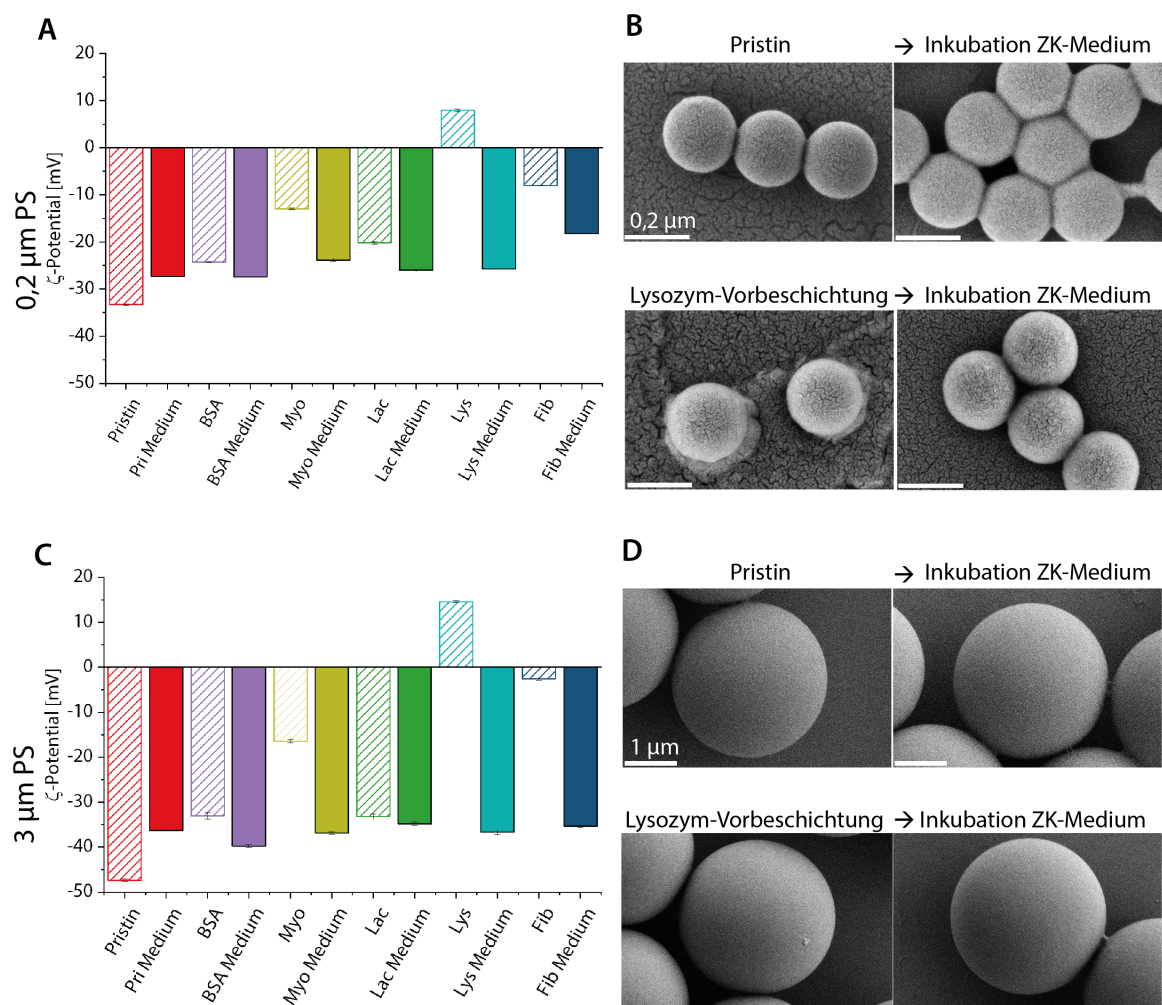 A
0,2 µm PS
ζ-Potential [mV]
20
10
0
-10
-20
-30
-40
-50
Pristin
Pri Medium
BSA
BSA Medium
Myo
Myo Medium
Lac
Lac Medium
Lys
Lys Medium
Fib
Fib Medium
B
Pristin → Inkubation ZK-Medium
0,2 µm
Lysozym-Vorbeschichtung → Inkubation ZK-Medium
C
3 µm PS
ζ-Potential [mV]
20
10
0
-10
-20
-30
-40
-50
Pristin
Pri Medium
BSA
BSA Medium
Myo
Myo Medium
Lac
Lac Medium
Lys
Lys Medium
Fib
Fib Medium
D
Pristin → Inkubation ZK-Medium
1 µm
Lysozym-Vorbeschichtung → Inkubation ZK-Medium